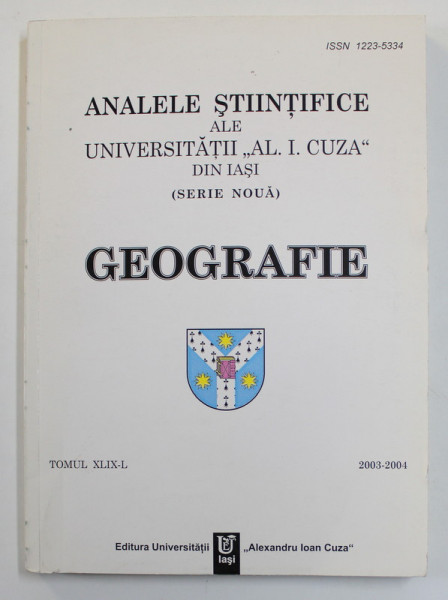 ISSN 1223-5334
ANALELE ŞTIINŢIFICE
ALE
UNIVERSITĂŢII „AL. I. CUZA“
DIN IAŞI
(SERIE NOUĂ)
GEOGRAFIE
TOMUL XLIX-L 2003-2004
Editura Universităţii „Alexandru Ioan Cuza“
Iaşi